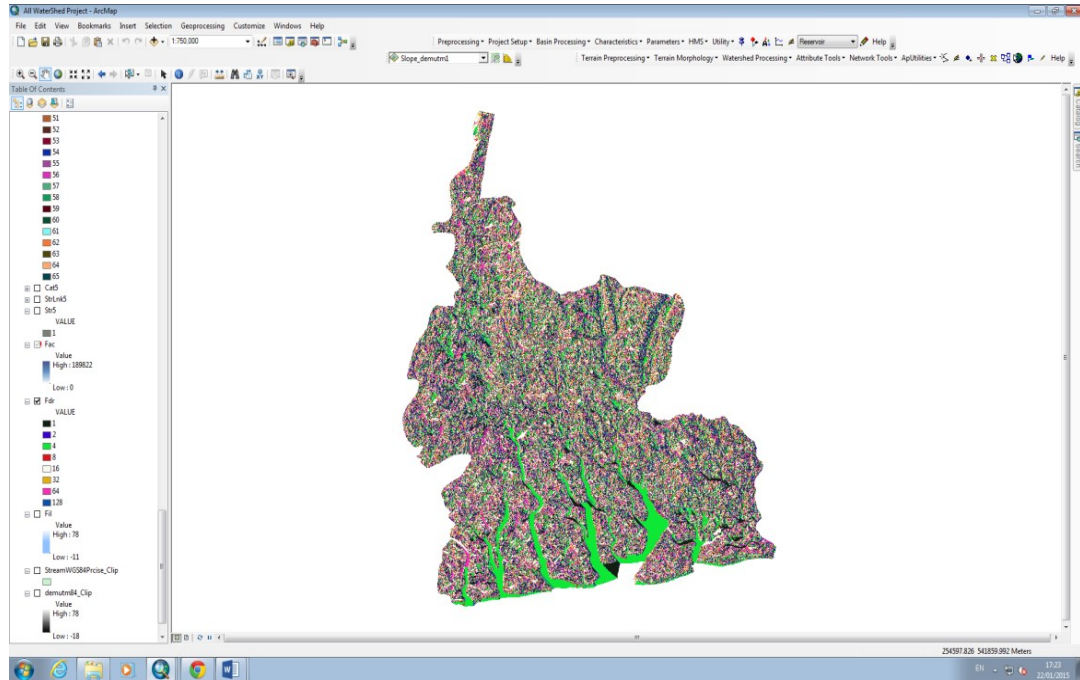 All WaterShed Project - ArcMap
File Edit View Bookmarks Insert Selection Geoprocessing Customize Windows Help
1:750,000
Preprocessing Project Setup Basin Processing Characteristics Parameters HMS Utility Reservoir Help
Slope_demutm1
Terrain Preprocessing Terrain Morphology Watershed Processing Attribute Tools Network Tools ApUtilities Help
Table Of Contents
Catalog
Search
51
52
53
54
55
56
57
58
59
60
61
62
63
64
65
Cat5
StrLnk5
Str5
VALUE
1
Fac
Value
High : 189822
Low : 0
Fdr
VALUE
1
2
4
8
16
32
64
128
Fil
Value
High : 78
Low : -11
StreamWGS84Prcise_Clip
demutm84_Clip
Value
High : 78
Low : -18
254597.826 541859.992 Meters
EN
17:23
22/01/2015